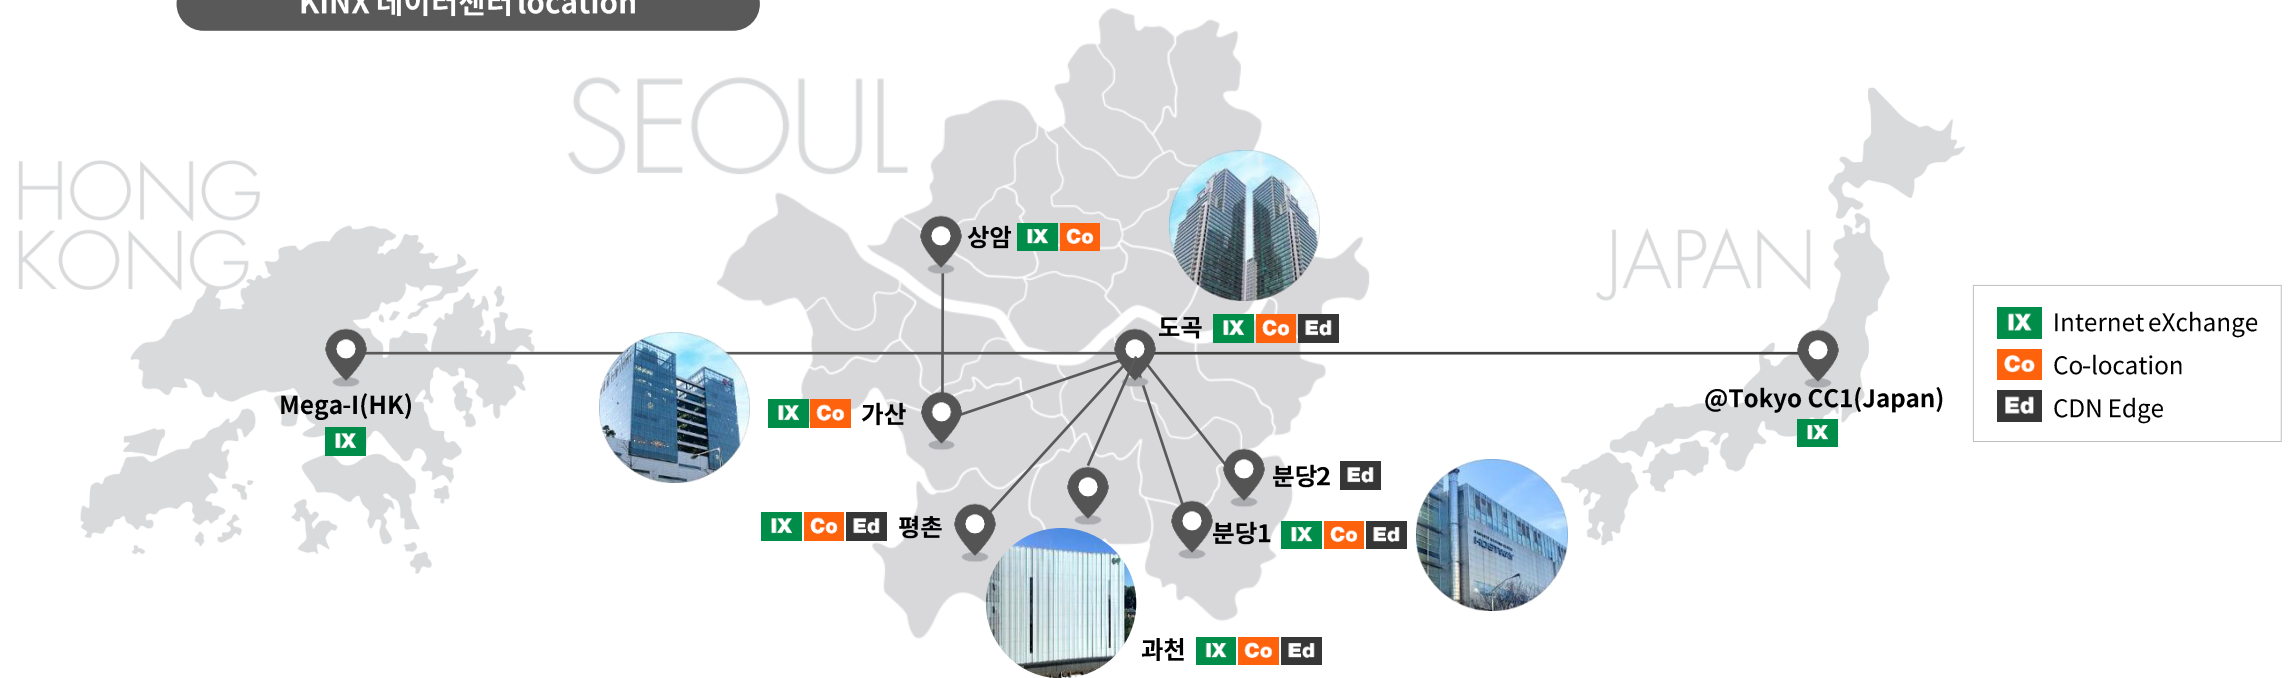 KINX 데이터센터 location
SEOUL
HONG
KONG
JAPAN
상암 IX Co
도곡 IX Co Ed
IX Internet eXchange
Co Co-location
Ed CDN Edge
Mega-I(HK)
IX
IX Co 가산
@Tokyo CC1(Japan)
IX
분당2 Ed
IX Co Ed 평촌
분당1 IX Co Ed
과천 IX Co Ed